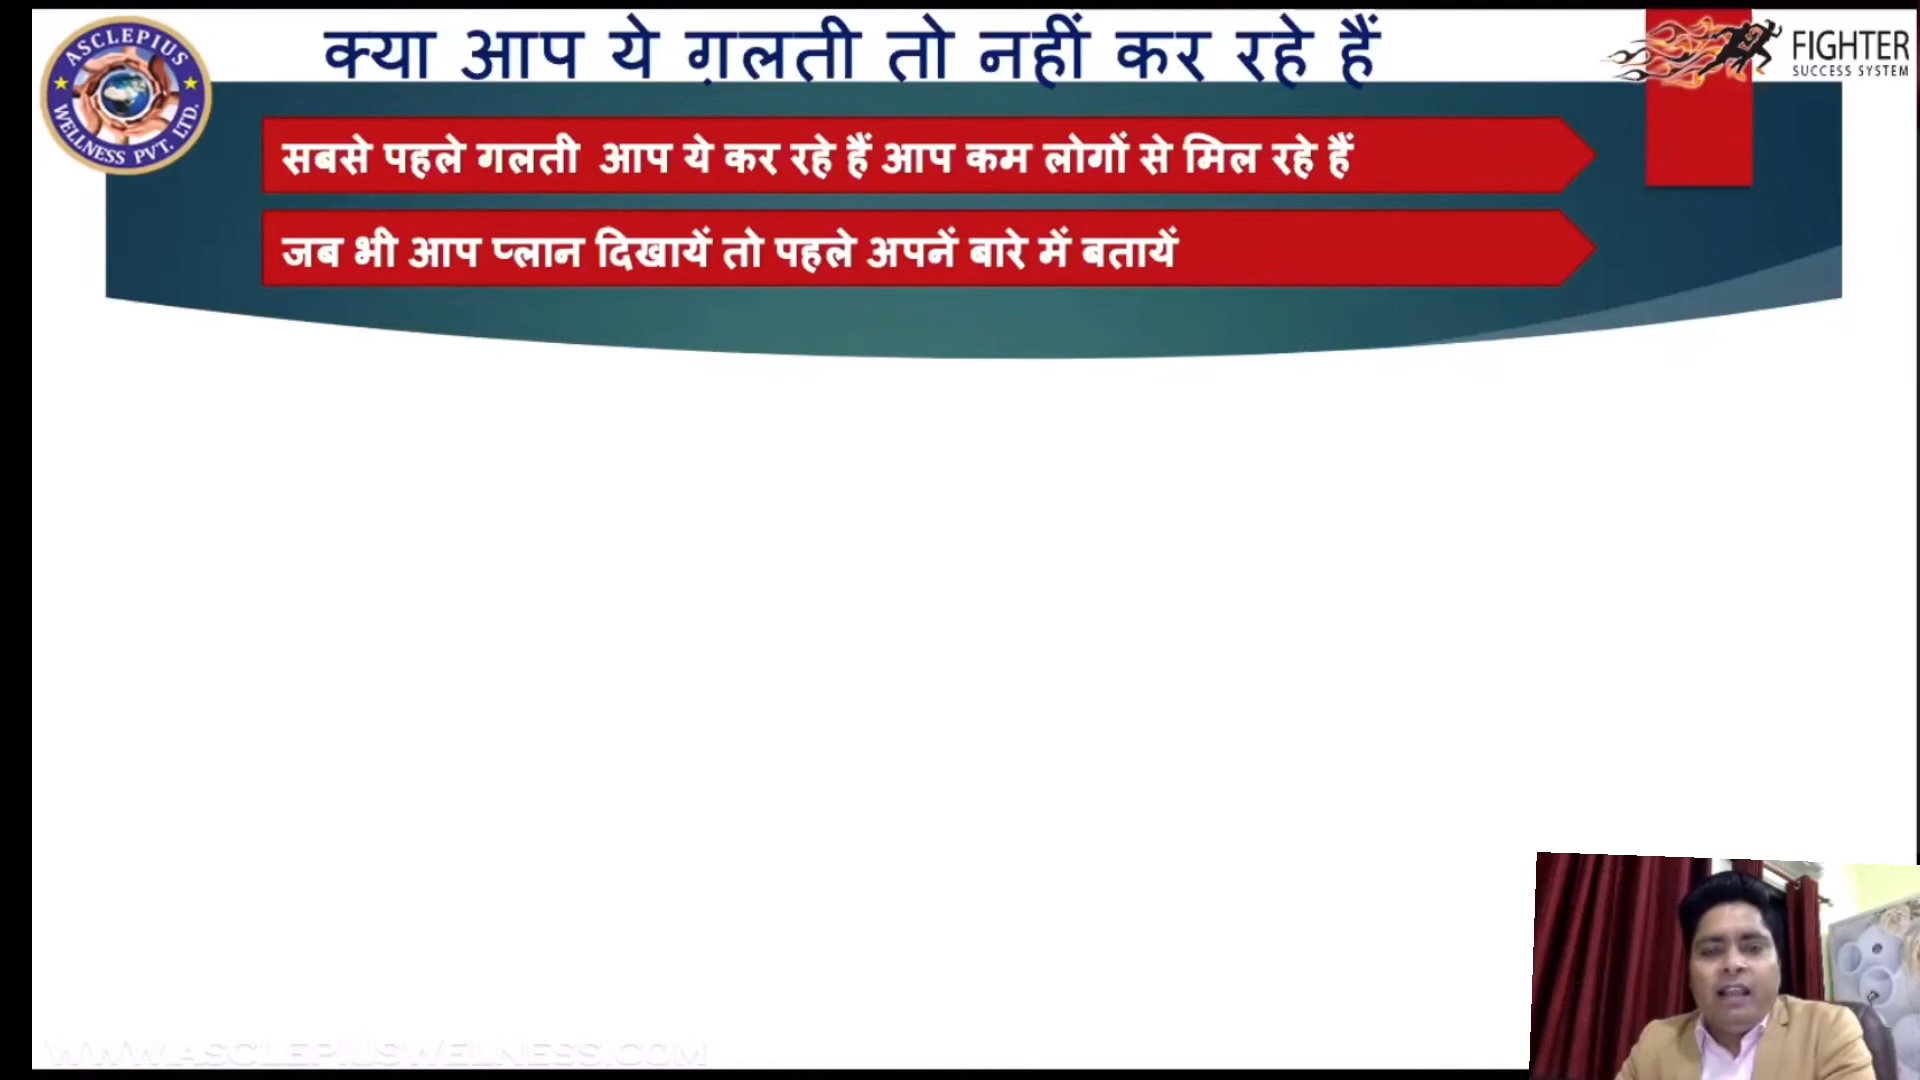 ASCLEPIUS
WELLNESS PVT. LTD.
क्या आप ये ग़लती तो नहीं कर रहे हैं
FIGHTER
SUCCESS SYSTEM
सबसे पहले गलती आप ये कर रहे हैं आप कम लोगों से मिल रहे हैं
जब भी आप प्लान दिखायें तो पहले अपनें बारे में बतायें
WWW.ASCLEPIUSWELNESS.COM